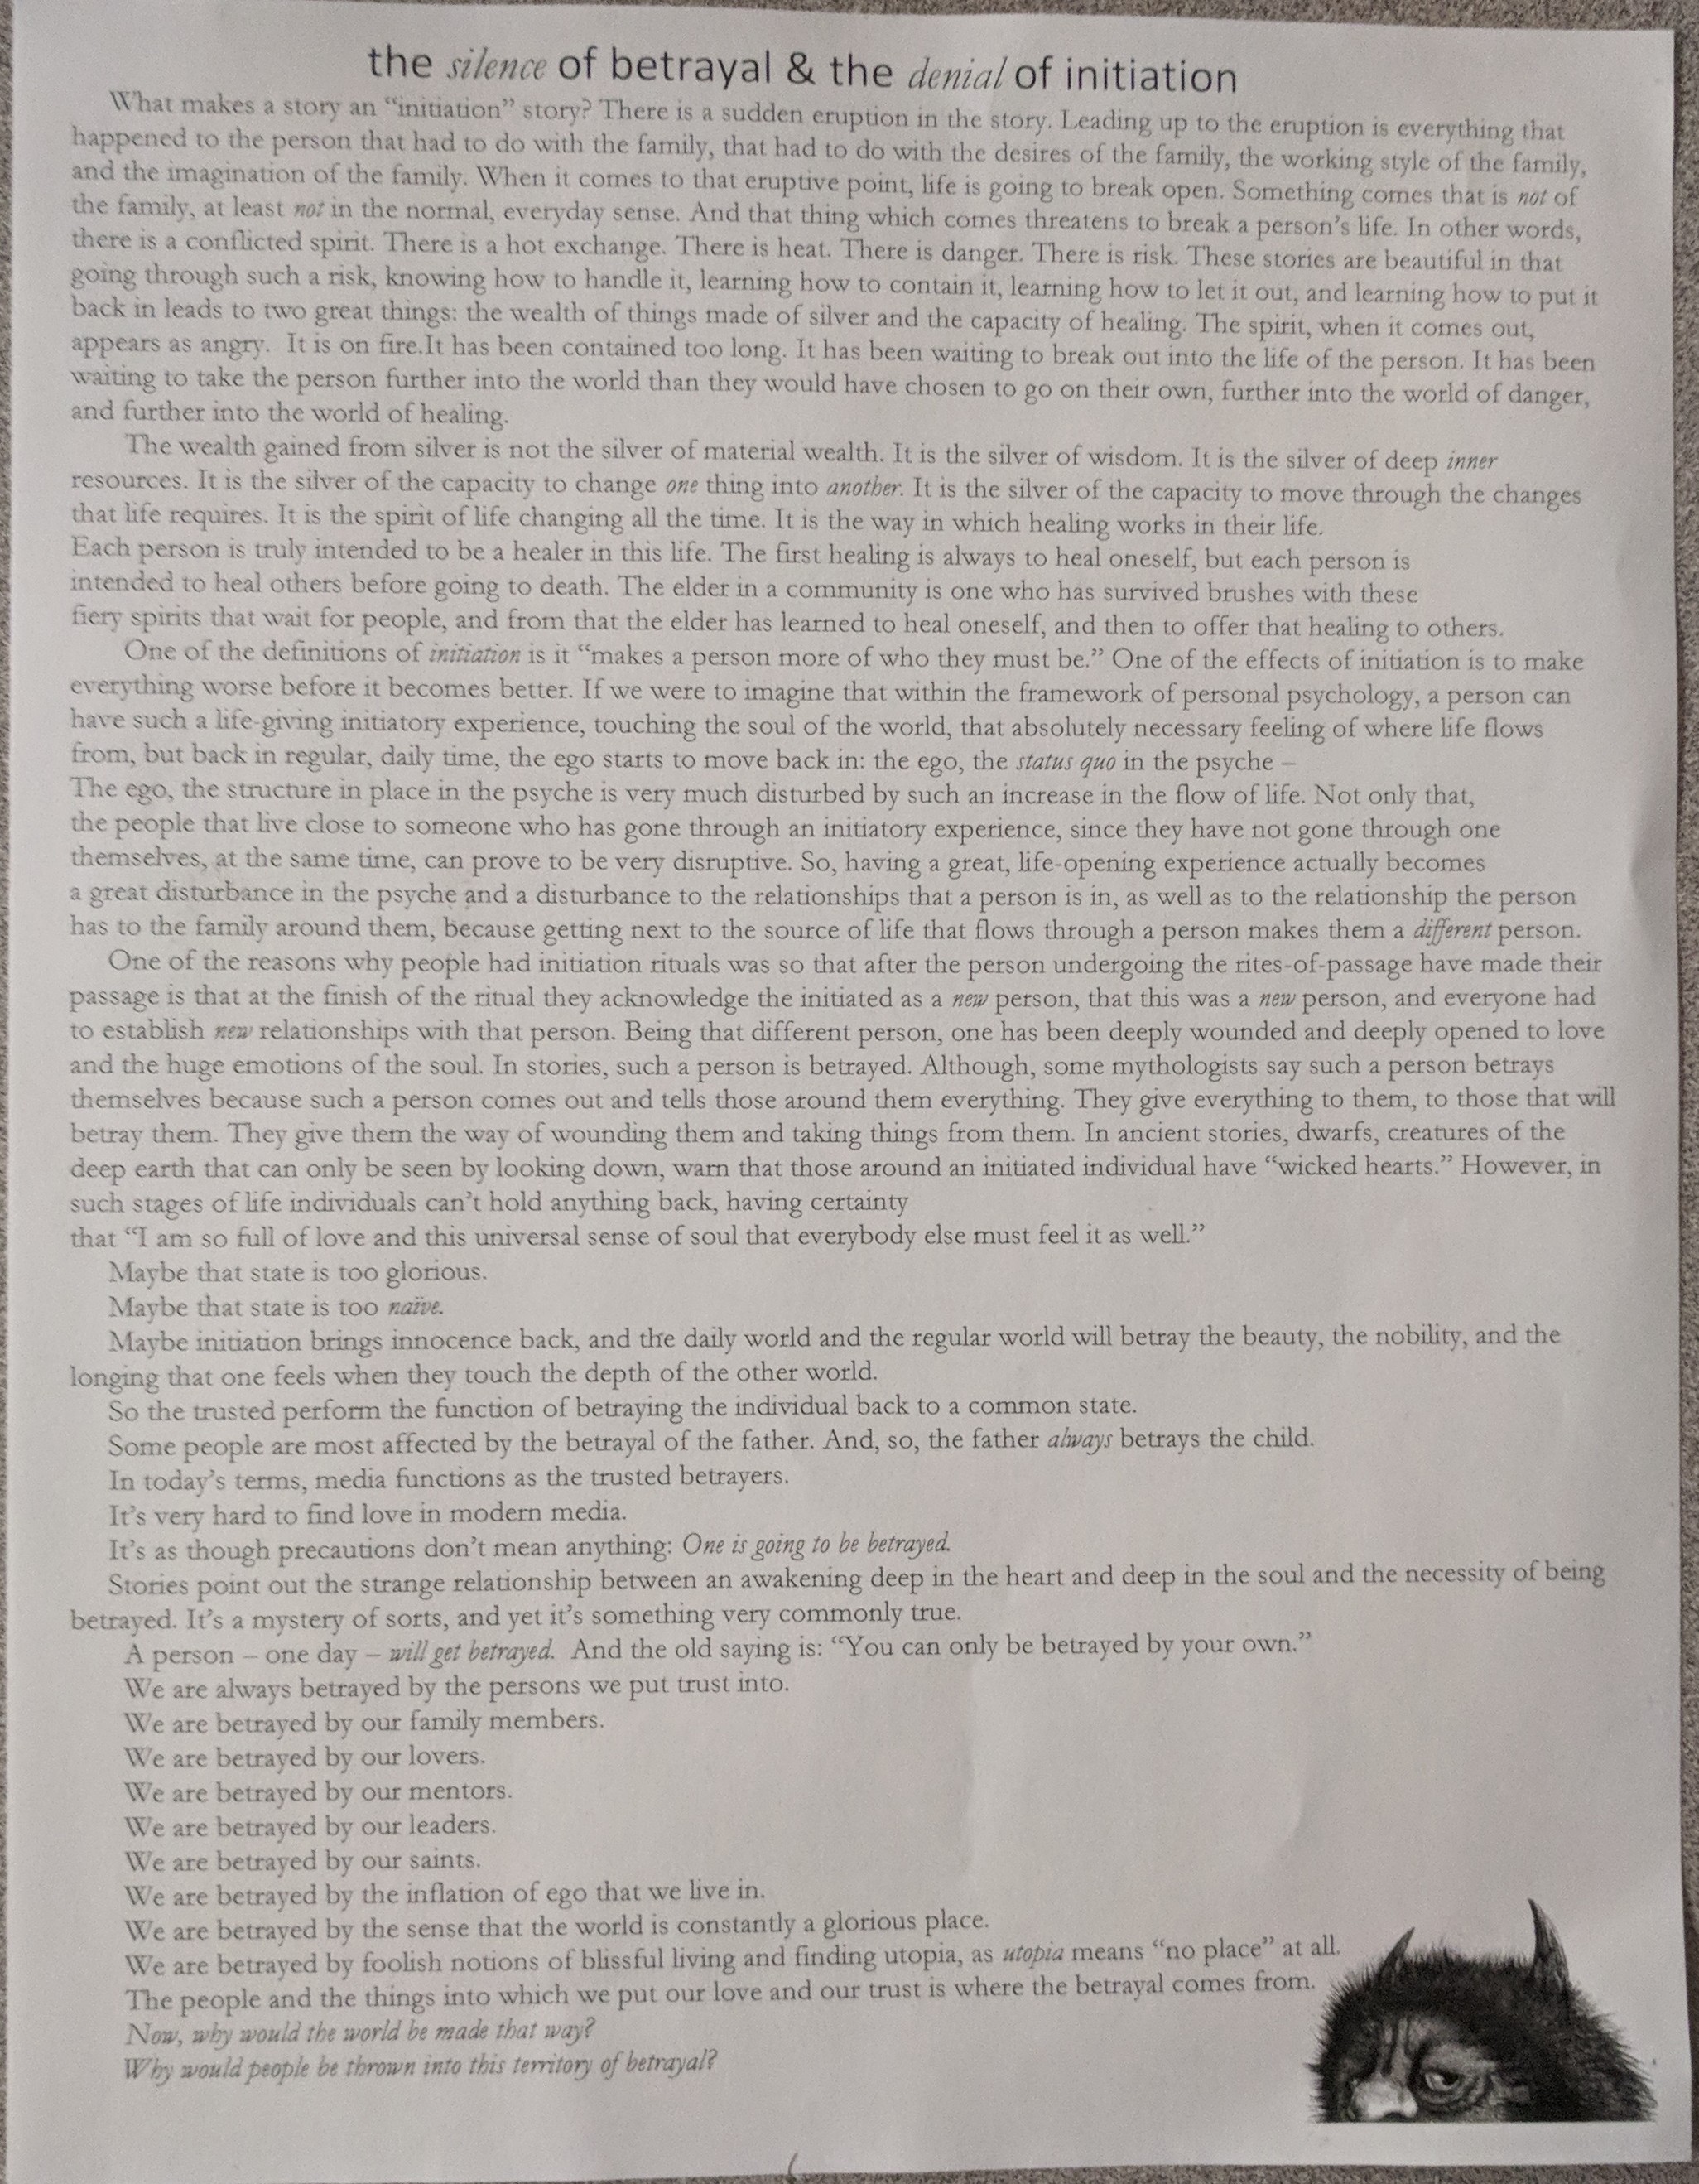 the silence of betrayal & the denial of initiation
What makes a story an “initiation” story? There is a sudden eruption in the story. Leading up to the eruption is everything that
happened to the person that had to do with the family, that had to do with the desires of the family, the working style of the family,
and the imagination of the family. When it comes to that eruptive point, life is going to break open. Something comes that is not of
the family, at least not in the normal, everyday sense. And that thing which comes threatens to break a person’s life. In other words,
there is a conflicted spirit. There is a hot exchange. There is heat. There is danger. There is risk. These stories are beautiful in that
going through such a risk, knowing how to handle it, learning how to contain it, learning how to let it out, and learning how to put it
back in leads to two great things: the wealth of things made of silver and the capacity of healing. The spirit, when it comes out,
appears as angry.  It is on fire.It has been contained too long. It has been waiting to break out into the life of the person. It has been
waiting to take the person further into the world than they would have chosen to go on their own, further into the world of danger,
and further into the world of healing.
The wealth gained from silver is not the silver of material wealth. It is the silver of wisdom. It is the silver of deep inner
resources. It is the silver of the capacity to change one thing into another. It is the silver of the capacity to move through the changes
that life requires. It is the spirit of life changing all the time. It is the way in which healing works in their life.
Each person is truly intended to be a healer in this life. The first healing is always to heal oneself, but each person is
intended to heal others before going to death. The elder in a community is one who has survived brushes with these
fiery spirits that wait for people, and from that the elder has learned to heal oneself, and then to offer that healing to others.
One of the definitions of initiation is it “makes a person more of who they must be.” One of the effects of initiation is to make
everything worse before it becomes better. If we were to imagine that within the framework of personal psychology, a person can
have such a life-giving initiatory experience, touching the soul of the world, that absolutely necessary feeling of where life flows
from, but back in regular, daily time, the ego starts to move back in: the ego, the status quo in the psyche –
The ego, the structure in place in the psyche is very much disturbed by such an increase in the flow of life. Not only that,
the people that live close to someone who has gone through an initiatory experience, since they have not gone through one
themselves, at the same time, can prove to be very disruptive. So, having a great, life-opening experience actually becomes
a great disturbance in the psyche and a disturbance to the relationships that a person is in, as well as to the relationship the person
has to the family around them, because getting next to the source of life that flows through a person makes them a different person.
One of the reasons why people had initiation rituals was so that after the person undergoing the rites-of-passage have made their
passage is that at the finish of the ritual they acknowledge the initiated as a new person, that this was a new person, and everyone had
to establish new relationships with that person. Being that different person, one has been deeply wounded and deeply opened to love
and the huge emotions of the soul. In stories, such a person is betrayed. Although, some mythologists say such a person betrays
themselves because such a person comes out and tells those around them everything. They give everything to them, to those that will
betray them. They give them the way of wounding them and taking things from them. In ancient stories, dwarfs, creatures of the
deep earth that can only be seen by looking down, warn that those around an initiated individual have “wicked hearts.” However, in
such stages of life individuals can’t hold anything back, having certainty
that “I am so full of love and this universal sense of soul that everybody else must feel it as well.”
Maybe that state is too glorious.
Maybe that state is too naïve.
Maybe initiation brings innocence back, and the daily world and the regular world will betray the beauty, the nobility, and the
longing that one feels when they touch the depth of the other world.
So the trusted perform the function of betraying the individual back to a common state.
Some people are most affected by the betrayal of the father. And, so, the father always betrays the child.
In today’s terms, media functions as the trusted betrayers.
It’s very hard to find love in modern media.
It’s as though precautions don’t mean anything: One is going to be betrayed.
Stories point out the strange relationship between an awakening deep in the heart and deep in the soul and the necessity of being
betrayed. It’s a mystery of sorts, and yet it’s something very commonly true.
A person – one day – will get betrayed.  And the old saying is: “You can only be betrayed by your own.”
We are always betrayed by the persons we put trust into.
We are betrayed by our family members.
We are betrayed by our lovers.
We are betrayed by our mentors.
We are betrayed by our leaders.
We are betrayed by our saints.
We are betrayed by the inflation of ego that we live in.
We are betrayed by the sense that the world is constantly a glorious place.
We are betrayed by foolish notions of blissful living and finding utopia, as utopia means “no place” at all.
The people and the things into which we put our love and our trust is where the betrayal comes from.
Now, why would the world be made that way?
Why would people be thrown into this territory of betrayal?